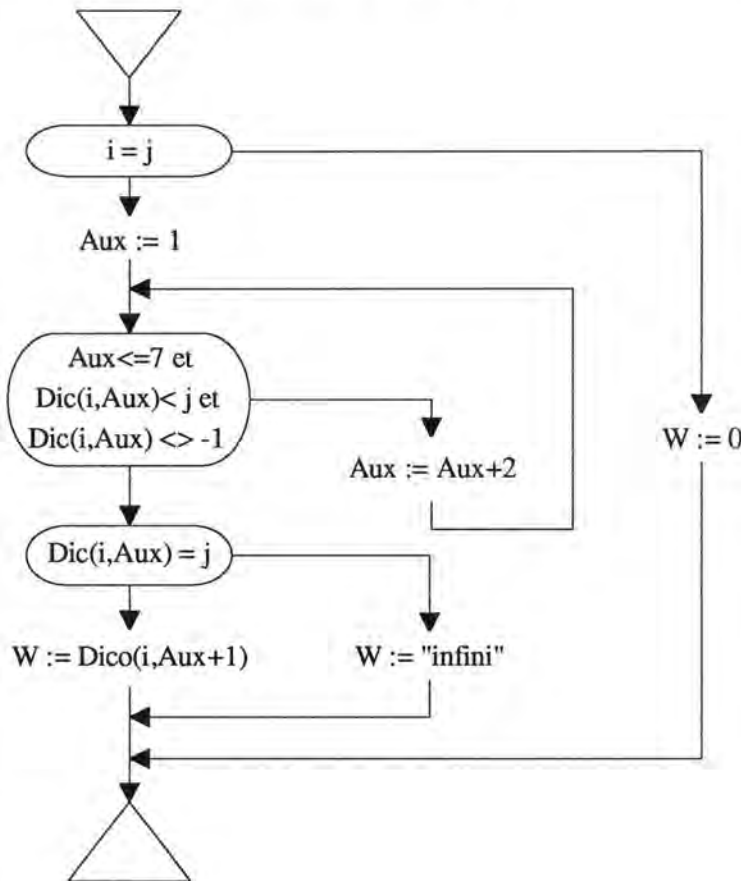 i = j
Aux := 1
Aux<=7 et
Dic(i,Aux)< j et
Dic(i,Aux) <> -1
Aux := Aux+2
W := 0
Dic(i,Aux) = j
W := Dico(i,Aux+1)
W := "infini"